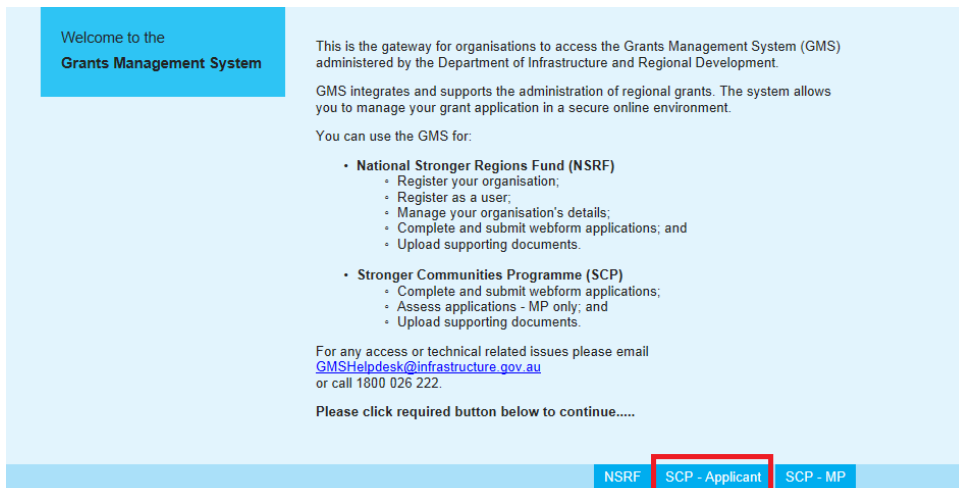 Welcome to the
Grants Management System
This is the gateway for organisations to access the Grants Management System (GMS)
administered by the Department of Infrastructure and Regional Development.
GMS integrates and supports the administration of regional grants. The system allows
you to manage your grant application in a secure online environment.
You can use the GMS for:
• National Stronger Regions Fund (NSRF)
◦ Register your organisation;
◦ Register as a user;
◦ Manage your organisation's details;
◦ Complete and submit webform applications; and
◦ Upload supporting documents.
• Stronger Communities Programme (SCP)
◦ Complete and submit webform applications;
◦ Assess applications - MP only; and
◦ Upload supporting documents.
For any access or technical related issues please email
GMSHelpdesk@infrastructure.gov.au
or call 1800 026 222.
Please click required button below to continue.....
NSRF SCP - Applicant SCP - MP